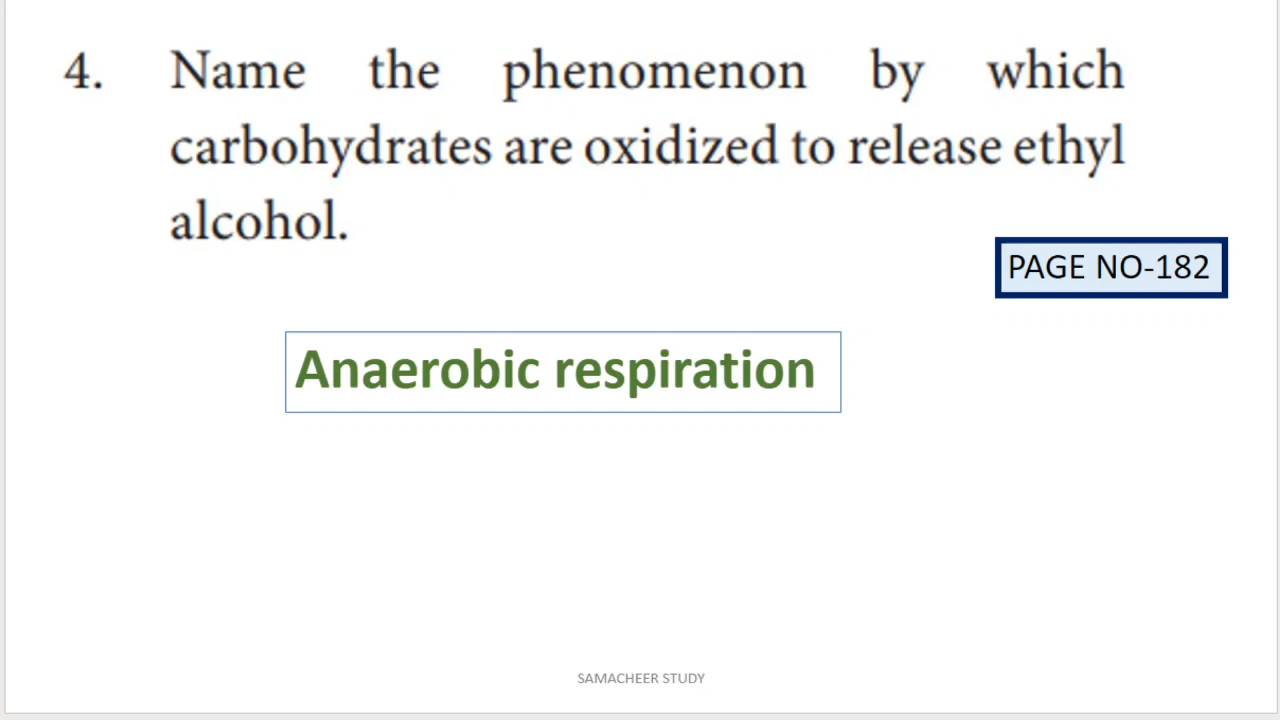 4. Name the phenomenon by which
carbohydrates are oxidized to release ethyl
alcohol.
PAGE NO-182
Anaerobic respiration
SAMACHEER STUDY